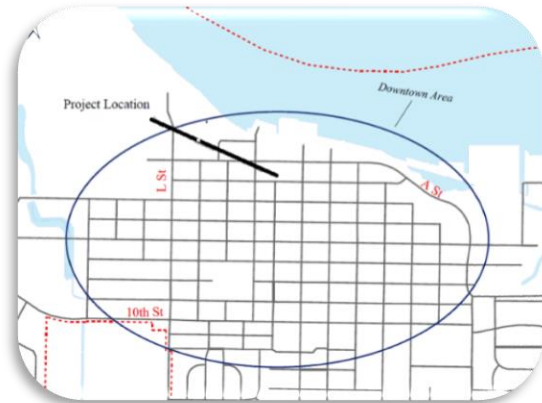 Downtown Area
Project Location
L St
A St
10th St